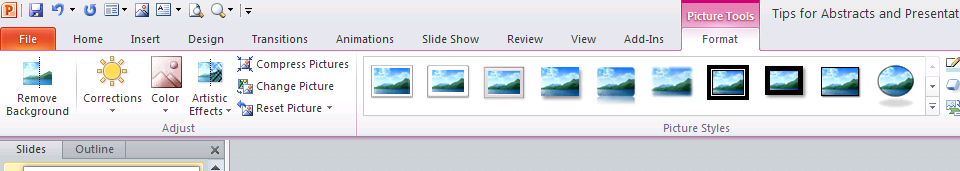 Picture Tools
Tips for Abstracts and Presentat
File Home Insert Design Transitions Animations Slide Show Review View Add-Ins Format
Remove Background
Corrections
Color
Artistic Effects
Compress Pictures
Change Picture
Reset Picture
Adjust
Picture Styles
Slides Outline